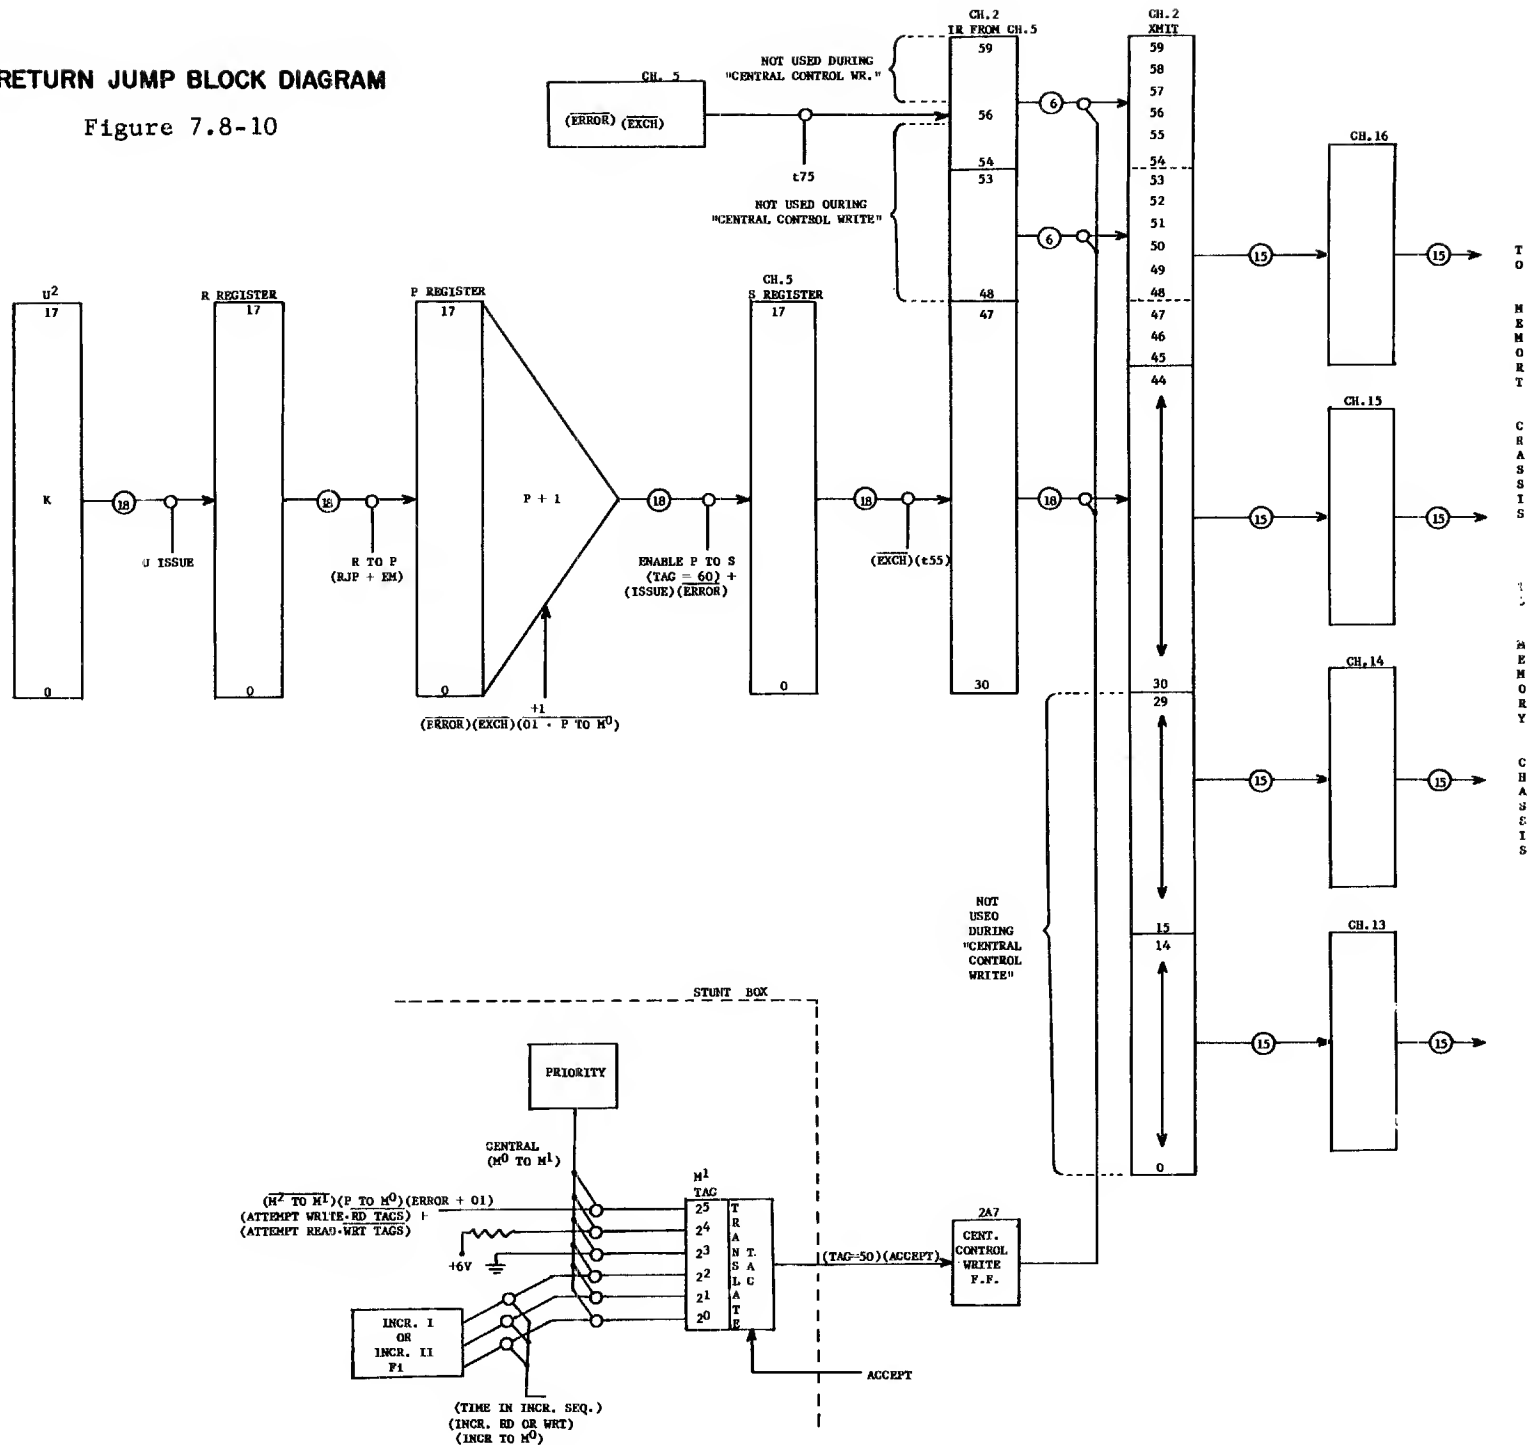 RETURN JUMP BLOCK DIAGRAM
Figure 7.8-10
CH. 5
(ERROR) (EXCH)
t75
NOT USED DURING
"CENTRAL CONTROL WR."
NOT USED OURING
"CENTRAL CONTROL WRITE"
CH.2
IR FROM CH.5
59
56
54
53
48
47
30
6
6
18
CH.2
XMIT
59
58
57
56
55
54
53
52
51
50
49
48
47
46
45
44
30
29
15
14
0
CH.16
15
15
CH.15
15
15
CH.14
15
15
CH.13
15
15
TO MEMORT CRASSIS
MEMORY CHASSIS
U2
17
K
0
18
U ISSUE
R REGISTER
17
0
18
R TO P
(RJP + EM)
P REGISTER
17
0
P + 1
+1
(ERROR)(EXCH)(01 · P TO M0)
18
ENABLE P TO S
(TAG = 60) +
(ISSUE)(ERROR)
CH.5
S REGISTER
17
0
18
(EXCH)(t55)
NOT
USEO
DURING
"CENTRAL
CONTROL
WRITE"
STUNT BOX
PRIORITY
CENTRAL
(M0 TO M1)
(M2 TO M1)(P TO M0)(ERROR + 01)
(ATTEMPT WRITE·RD TAGS) +
(ATTEMPT READ·WRT TAGS)
+6V
M1
TAG
25
24
23
22
21
20
TRANSLATE
TAC
INCR. I
OR
INCR. II
Fi
(TIME IN INCR. SEQ.)
(INCR. RD OR WRT)
(INCR TO M0)
ACCEPT
(TAG=50)(ACCEPT)
2A7
CENT.
CONTROL
WRITE
F.F.